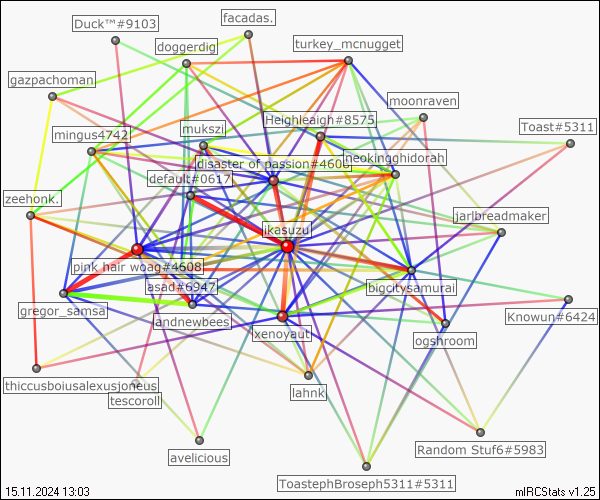 Duck™#9103
facadas.
doggerdig
turkey_mcnugget
gazpachoman
moonraven
mingus4742
mukszi
Heighleaigh#8575
Toast#5311
disaster of passion#4608
neokingghidorah
default#0617
zeehonk.
ikasuzu
jarlbreadmaker
pink hair woag#4608
asad#6947
bigcitysamurai
gregor_samsa
andnewbees
xenoyaut
ogshroom
Knowun#6424
thiccusboiusalexusjoneus
tescoroll
lahnk
avelicious
Random Stuf6#5983
ToastephBroseph5311#5311
15.11.2024 13:03
mIRCStats v1.25